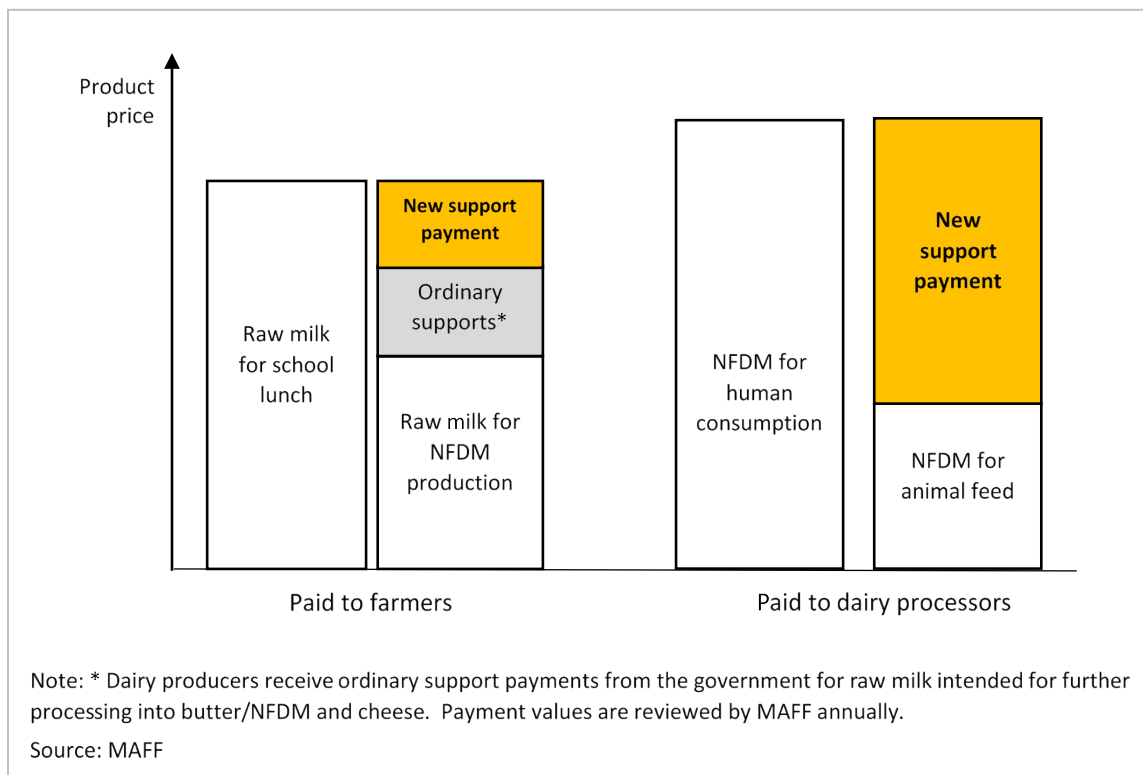 Product
price
Raw milk
for school
lunch
New support
payment
Ordinary
supports*
Raw milk for
NFDM
production
NFDM for
human
consumption
New
support
payment
NFDM for
animal feed
Paid to farmers
Paid to dairy processors
Note: * Dairy producers receive ordinary support payments from the government for raw milk intended for further
processing into butter/NFDM and cheese.  Payment values are reviewed by MAFF annually.
Source: MAFF